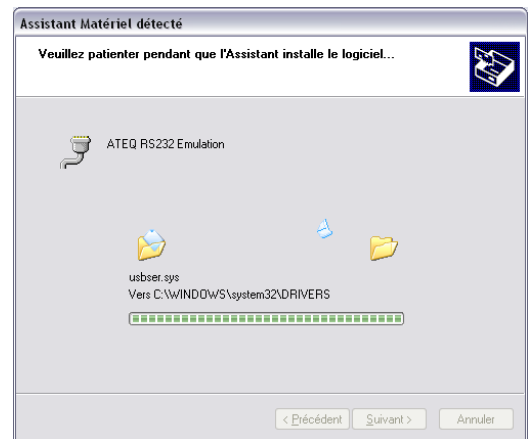 Assistant Matériel détecté
Veuillez patienter pendant que l'Assistant installe le logiciel...
ATEQ RS232 Emulation
usbser.sys
Vers C:\WINDOWS\system32\DRIVERS
< Précédent Suivant > Annuler